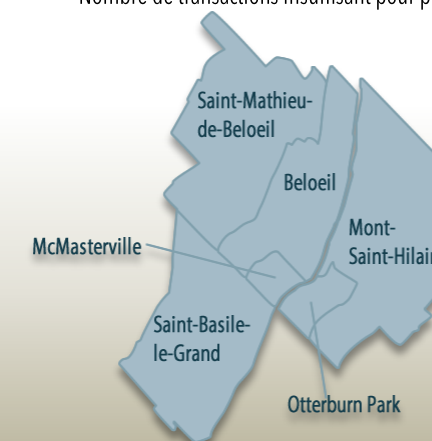 Nombre de transactions insuffisant pour p
Saint-Mathieu-
de-Beloeil
Beloeil
McMasterville
Mont-
Saint-Hilai
Saint-Basile-
le-Grand
Otterburn Park